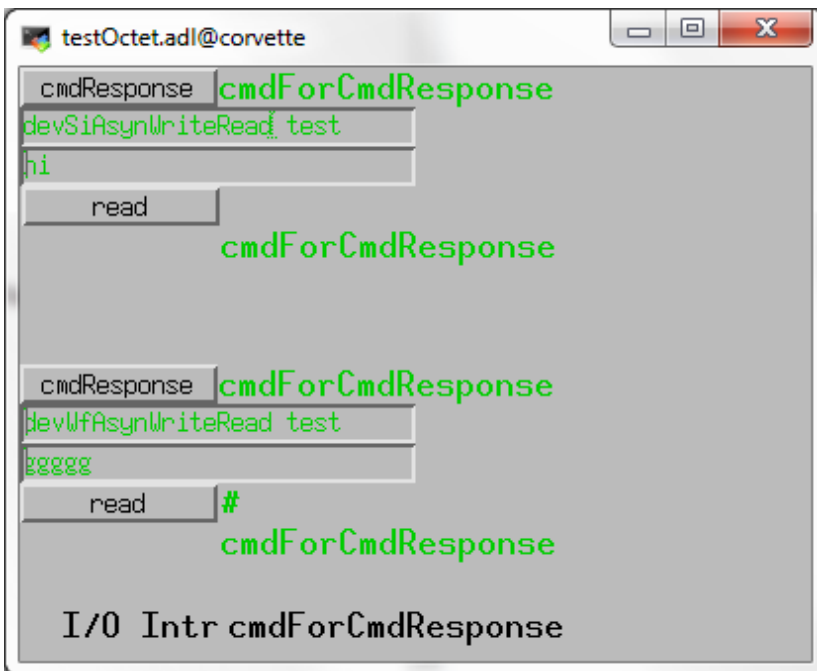 testOctet.adl@corvette
cmdResponse cmdForCmdResponse
devSiAsynWriteRead test
hi
read
cmdForCmdResponse
cmdResponse cmdForCmdResponse
devWfAsynWriteRead test
ggggg
read #
cmdForCmdResponse
I/O Intr cmdForCmdResponse